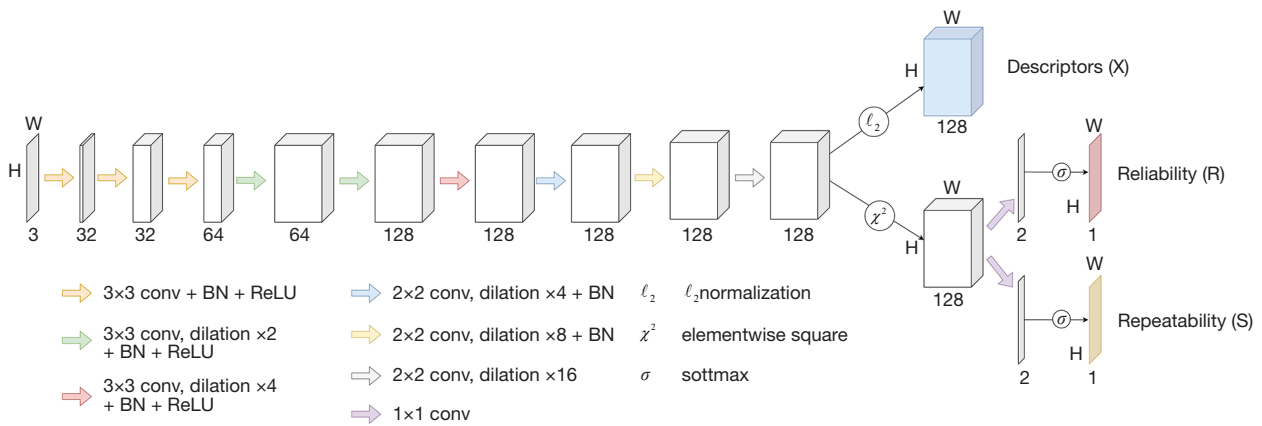 W
H
Descriptors (X)
128
ℓ₂
W
H
3
32
32
64
64
128
128
128
128
128
χ²
W
H
128
2
σ
W
H
1
Reliability (R)
2
σ
W
H
1
Repeatability (S)
3×3 conv + BN + ReLU
3×3 conv, dilation ×2
+ BN + ReLU
3×3 conv, dilation ×4
+ BN + ReLU
2×2 conv, dilation ×4 + BN
2×2 conv, dilation ×8 + BN
2×2 conv, dilation ×16
1×1 conv
ℓ₂ ℓ₂normalization
χ² elementwise square
σ sottmax